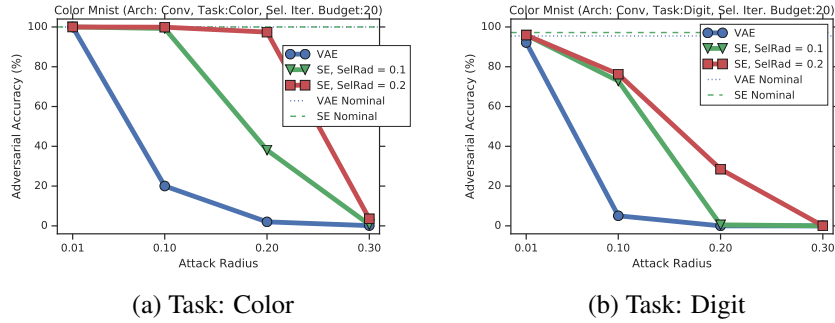 Color Mnist (Arch: Conv, Task:Color, Sel. Iter. Budget:20)
100
80
60
40
20
0
Adversarial Accuracy (%)
VAE
SE, SelRad = 0.1
SE, SelRad = 0.2
VAE Nominal
SE Nominal
0.01 0.10 0.20 0.30
Attack Radius
(a) Task: Color
Color Mnist (Arch: Conv, Task:Digit, Sel. Iter. Budget:20)
100
80
60
40
20
0
Adversarial Accuracy (%)
VAE
SE, SelRad = 0.1
SE, SelRad = 0.2
VAE Nominal
SE Nominal
0.01 0.10 0.20 0.30
Attack Radius
(b) Task: Digit